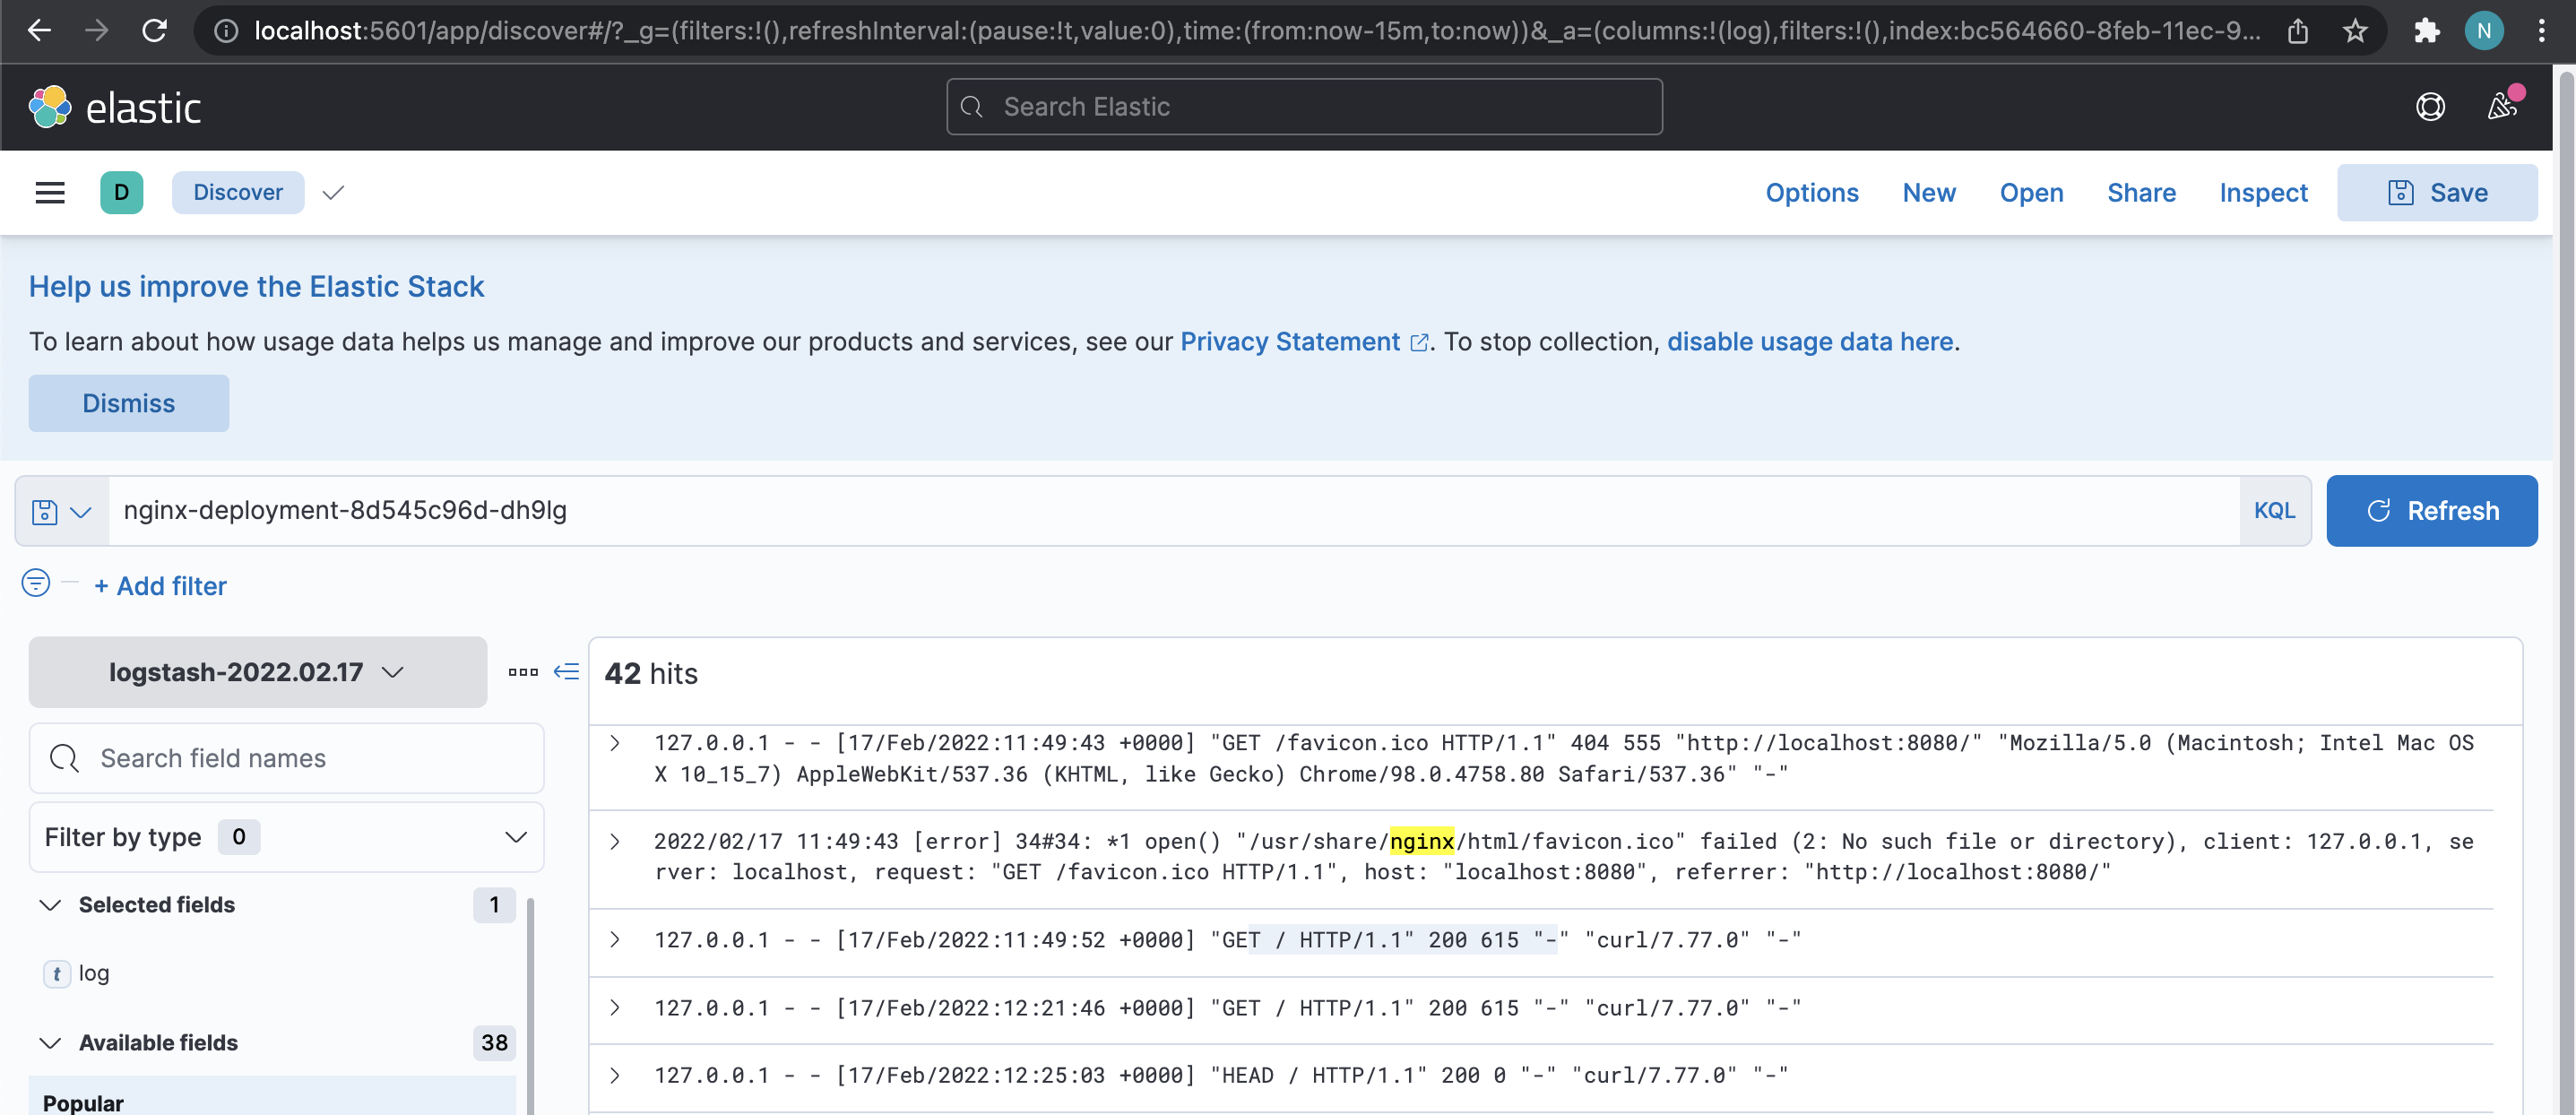 localhost:5601/app/discover#/?_g=(filters:!(),refreshInterval:(pause:!t,value:0),time:(from:now-15m,to:now))&_a=(columns:!(log),filters:!(),index:bc564660-8feb-11ec-9...
N
elastic
Search Elastic
D
Discover
Options
New
Open
Share
Inspect
Save
Help us improve the Elastic Stack
To learn about how usage data helps us manage and improve our products and services, see our Privacy Statement. To stop collection, disable usage data here.
Dismiss
nginx-deployment-8d545c96d-dh9lg
KQL
Refresh
+ Add filter
logstash-2022.02.17
Search field names
Filter by type 0
Selected fields 1
t log
Available fields 38
Popular
42 hits
127.0.0.1 - - [17/Feb/2022:11:49:43 +0000] "GET /favicon.ico HTTP/1.1" 404 555 "http://localhost:8080/" "Mozilla/5.0 (Macintosh; Intel Mac OS
X 10_15_7) AppleWebKit/537.36 (KHTML, like Gecko) Chrome/98.0.4758.80 Safari/537.36" "-"
2022/02/17 11:49:43 [error] 34#34: *1 open() "/usr/share/nginx/html/favicon.ico" failed (2: No such file or directory), client: 127.0.0.1, se
rver: localhost, request: "GET /favicon.ico HTTP/1.1", host: "localhost:8080", referrer: "http://localhost:8080/"
127.0.0.1 - - [17/Feb/2022:11:49:52 +0000] "GET / HTTP/1.1" 200 615 "-" "curl/7.77.0" "-"
127.0.0.1 - - [17/Feb/2022:12:21:46 +0000] "GET / HTTP/1.1" 200 615 "-" "curl/7.77.0" "-"
127.0.0.1 - - [17/Feb/2022:12:25:03 +0000] "HEAD / HTTP/1.1" 200 0 "-" "curl/7.77.0" "-"